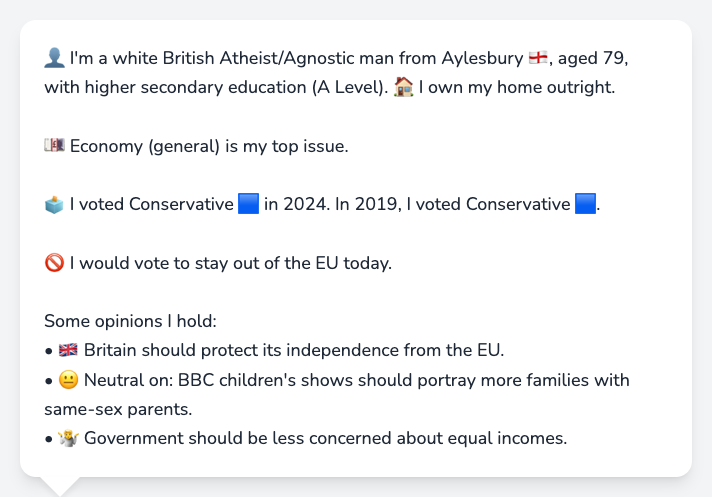 👤 I'm a white British Atheist/Agnostic man from Aylesbury 🏴󠁧󠁢󠁥󠁮󠁧󠁿, aged 79,
with higher secondary education (A Level). 🏠 I own my home outright.
💷 Economy (general) is my top issue.
🗳️ I voted Conservative 🟦 in 2024. In 2019, I voted Conservative 🟦.
🚫 I would vote to stay out of the EU today.
Some opinions I hold:
• 🇬🇧 Britain should protect its independence from the EU.
• 😐 Neutral on: BBC children's shows should portray more families with
same-sex parents.
• 🤷 Government should be less concerned about equal incomes.